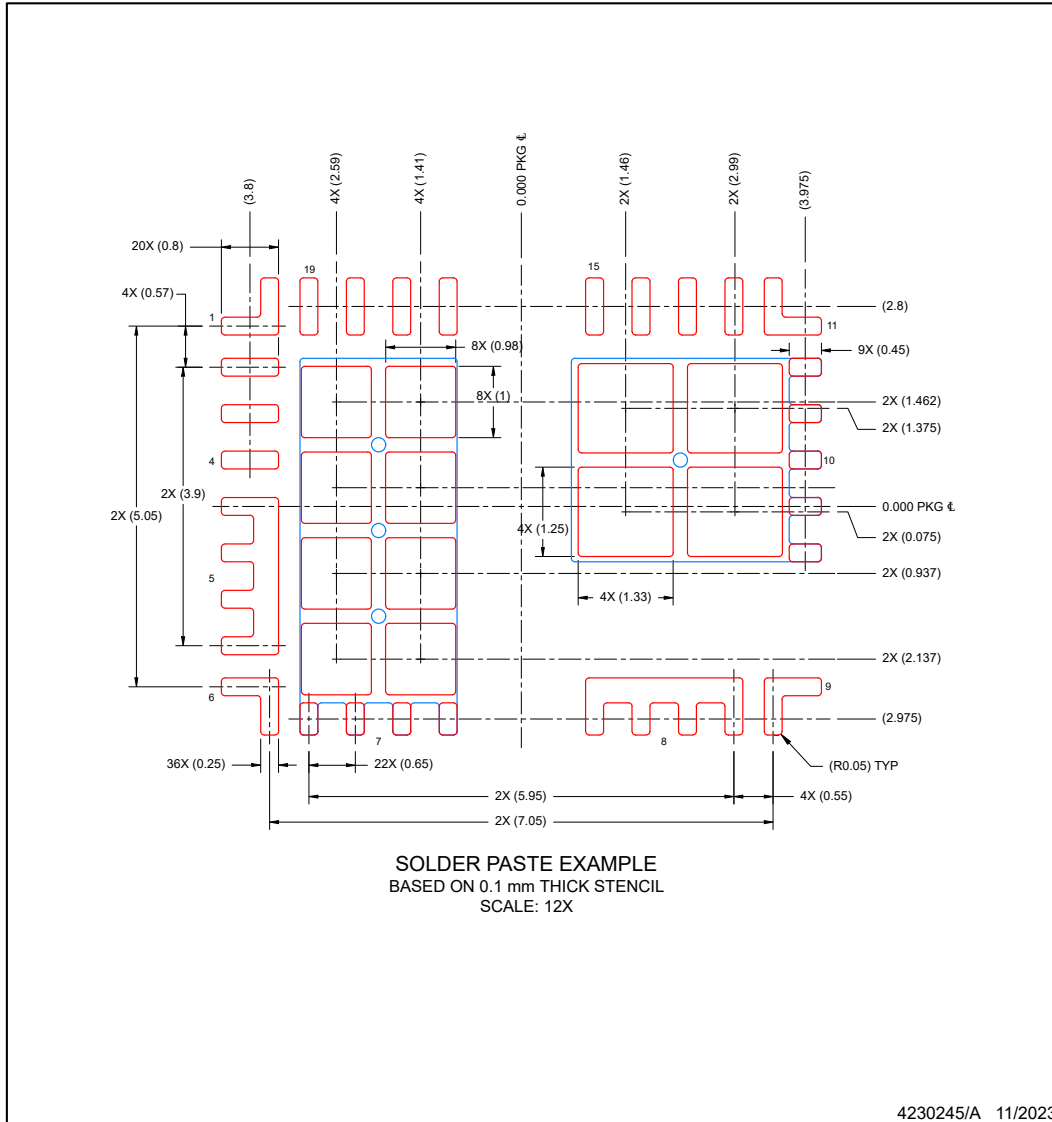 (3.8)
4X (2.59)
4X (1.41)
0.000 PKG ℄
2X (1.46)
2X (2.99)
(3.975)
20X (0.8)
19
15
4X (0.57)
(2.8)
1
11
8X (0.98)
9X (0.45)
8X (1)
2X (1.462)
2X (1.375)
4
10
2X (3.9)
2X (5.05)
0.000 PKG ℄
4X (1.25)
2X (0.075)
5
2X (0.937)
4X (1.33)
2X (2.137)
6
9
(2.975)
7
8
36X (0.25)
22X (0.65)
(R0.05) TYP
2X (5.95)
4X (0.55)
2X (7.05)
SOLDER PASTE EXAMPLE
BASED ON 0.1 mm THICK STENCIL
SCALE: 12X
4230245/A 11/2023